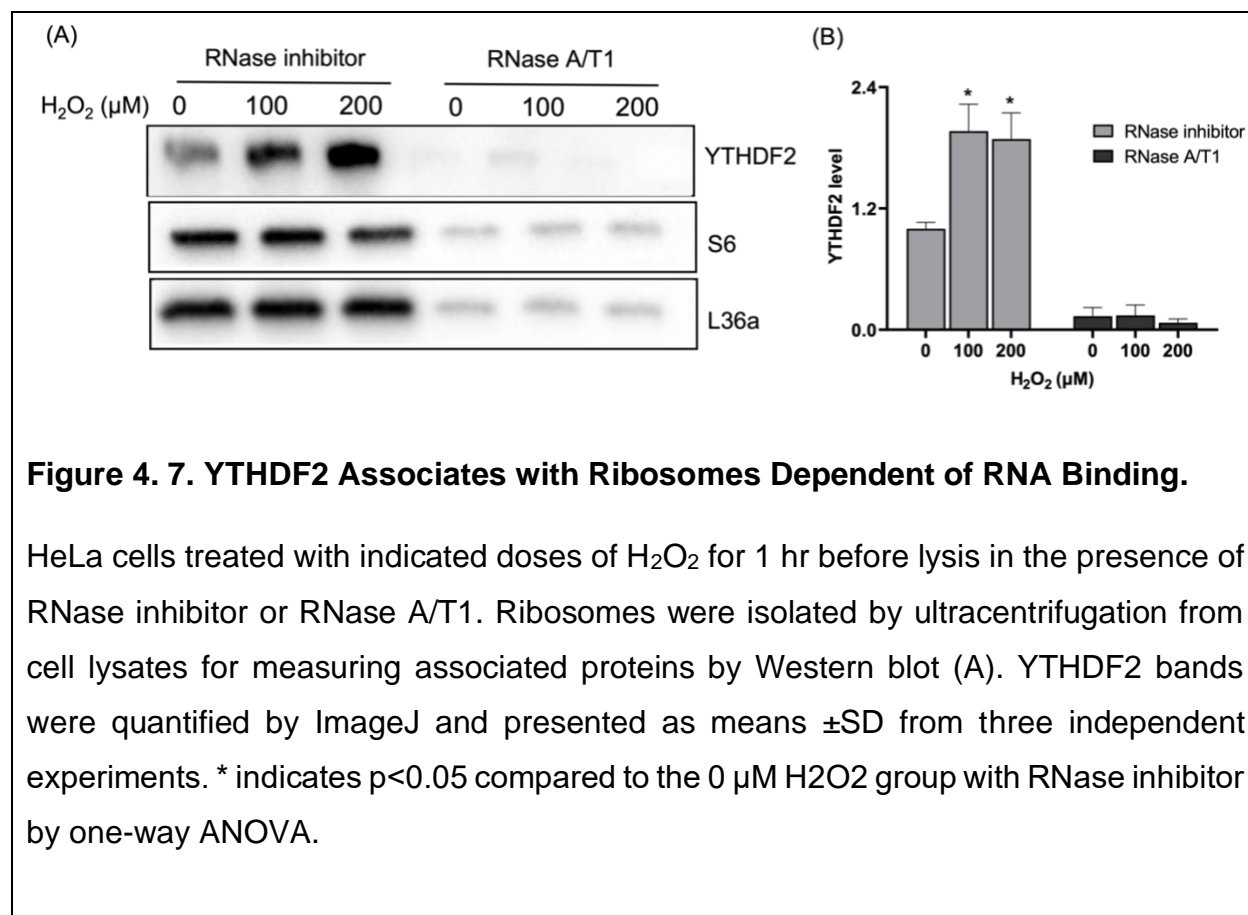 (A)
RNase inhibitor RNase A/T1
H₂O₂ (µM) 0 100 200 0 100 200
YTHDF2
S6
L36a
(B)
YTHDF2 level
2.4
1.2
0.0
* *
RNase inhibitor
RNase A/T1
0 100 200 0 100 200
H₂O₂ (µM)
Figure 4. 7. YTHDF2 Associates with Ribosomes Dependent of RNA Binding.
HeLa cells treated with indicated doses of H₂O₂ for 1 hr before lysis in the presence of
RNase inhibitor or RNase A/T1. Ribosomes were isolated by ultracentrifugation from
cell lysates for measuring associated proteins by Western blot (A). YTHDF2 bands
were quantified by ImageJ and presented as means ±SD from three independent
experiments. * indicates p<0.05 compared to the 0 µM H2O2 group with RNase inhibitor
by one-way ANOVA.